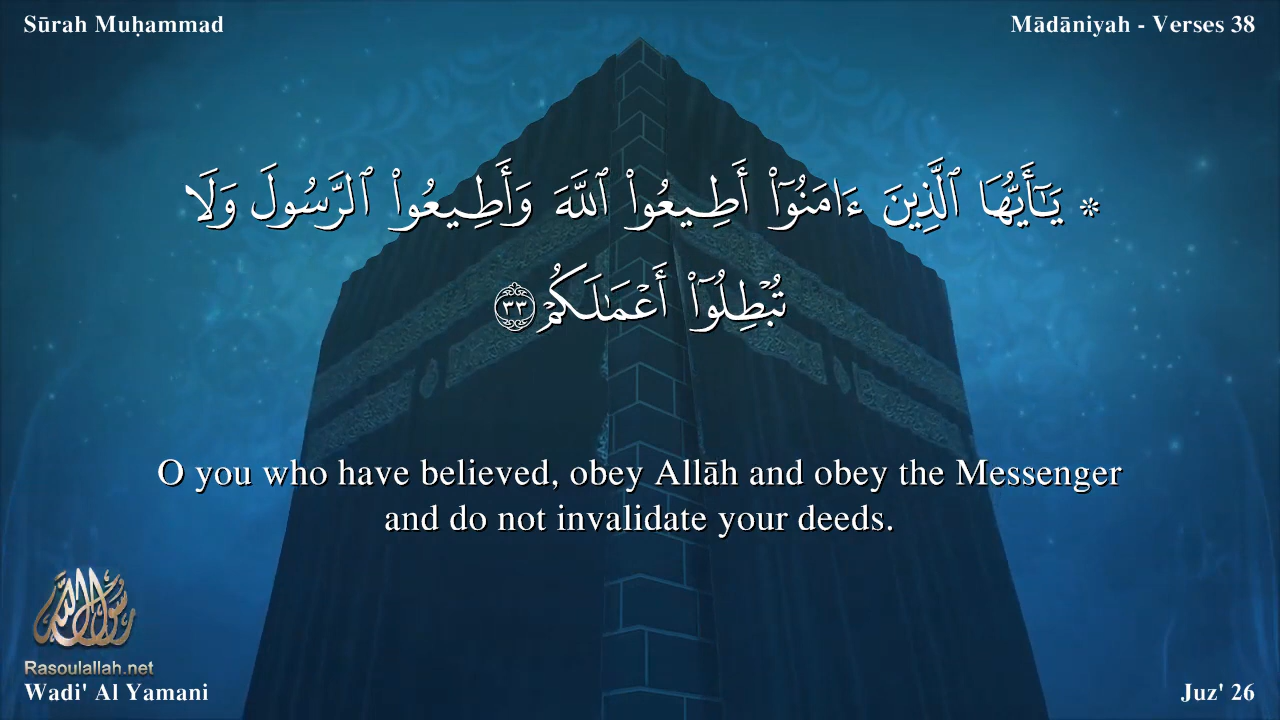 Sūrah Muḥammad
Mādāniyah - Verses 38
۞ يَـٰٓأَيُّهَا ٱلَّذِينَ ءَامَنُوٓا۟ أَطِيعُوا۟ ٱللَّهَ وَأَطِيعُوا۟ ٱلرَّسُولَ وَلَا
تُبْطِلُوٓا۟ أَعْمَـٰلَكُمْ ٣٣
O you who have believed, obey Allāh and obey the Messenger
and do not invalidate your deeds.
رسول الله
Rasoulallah.net
Wadi' Al Yamani
Juz' 26